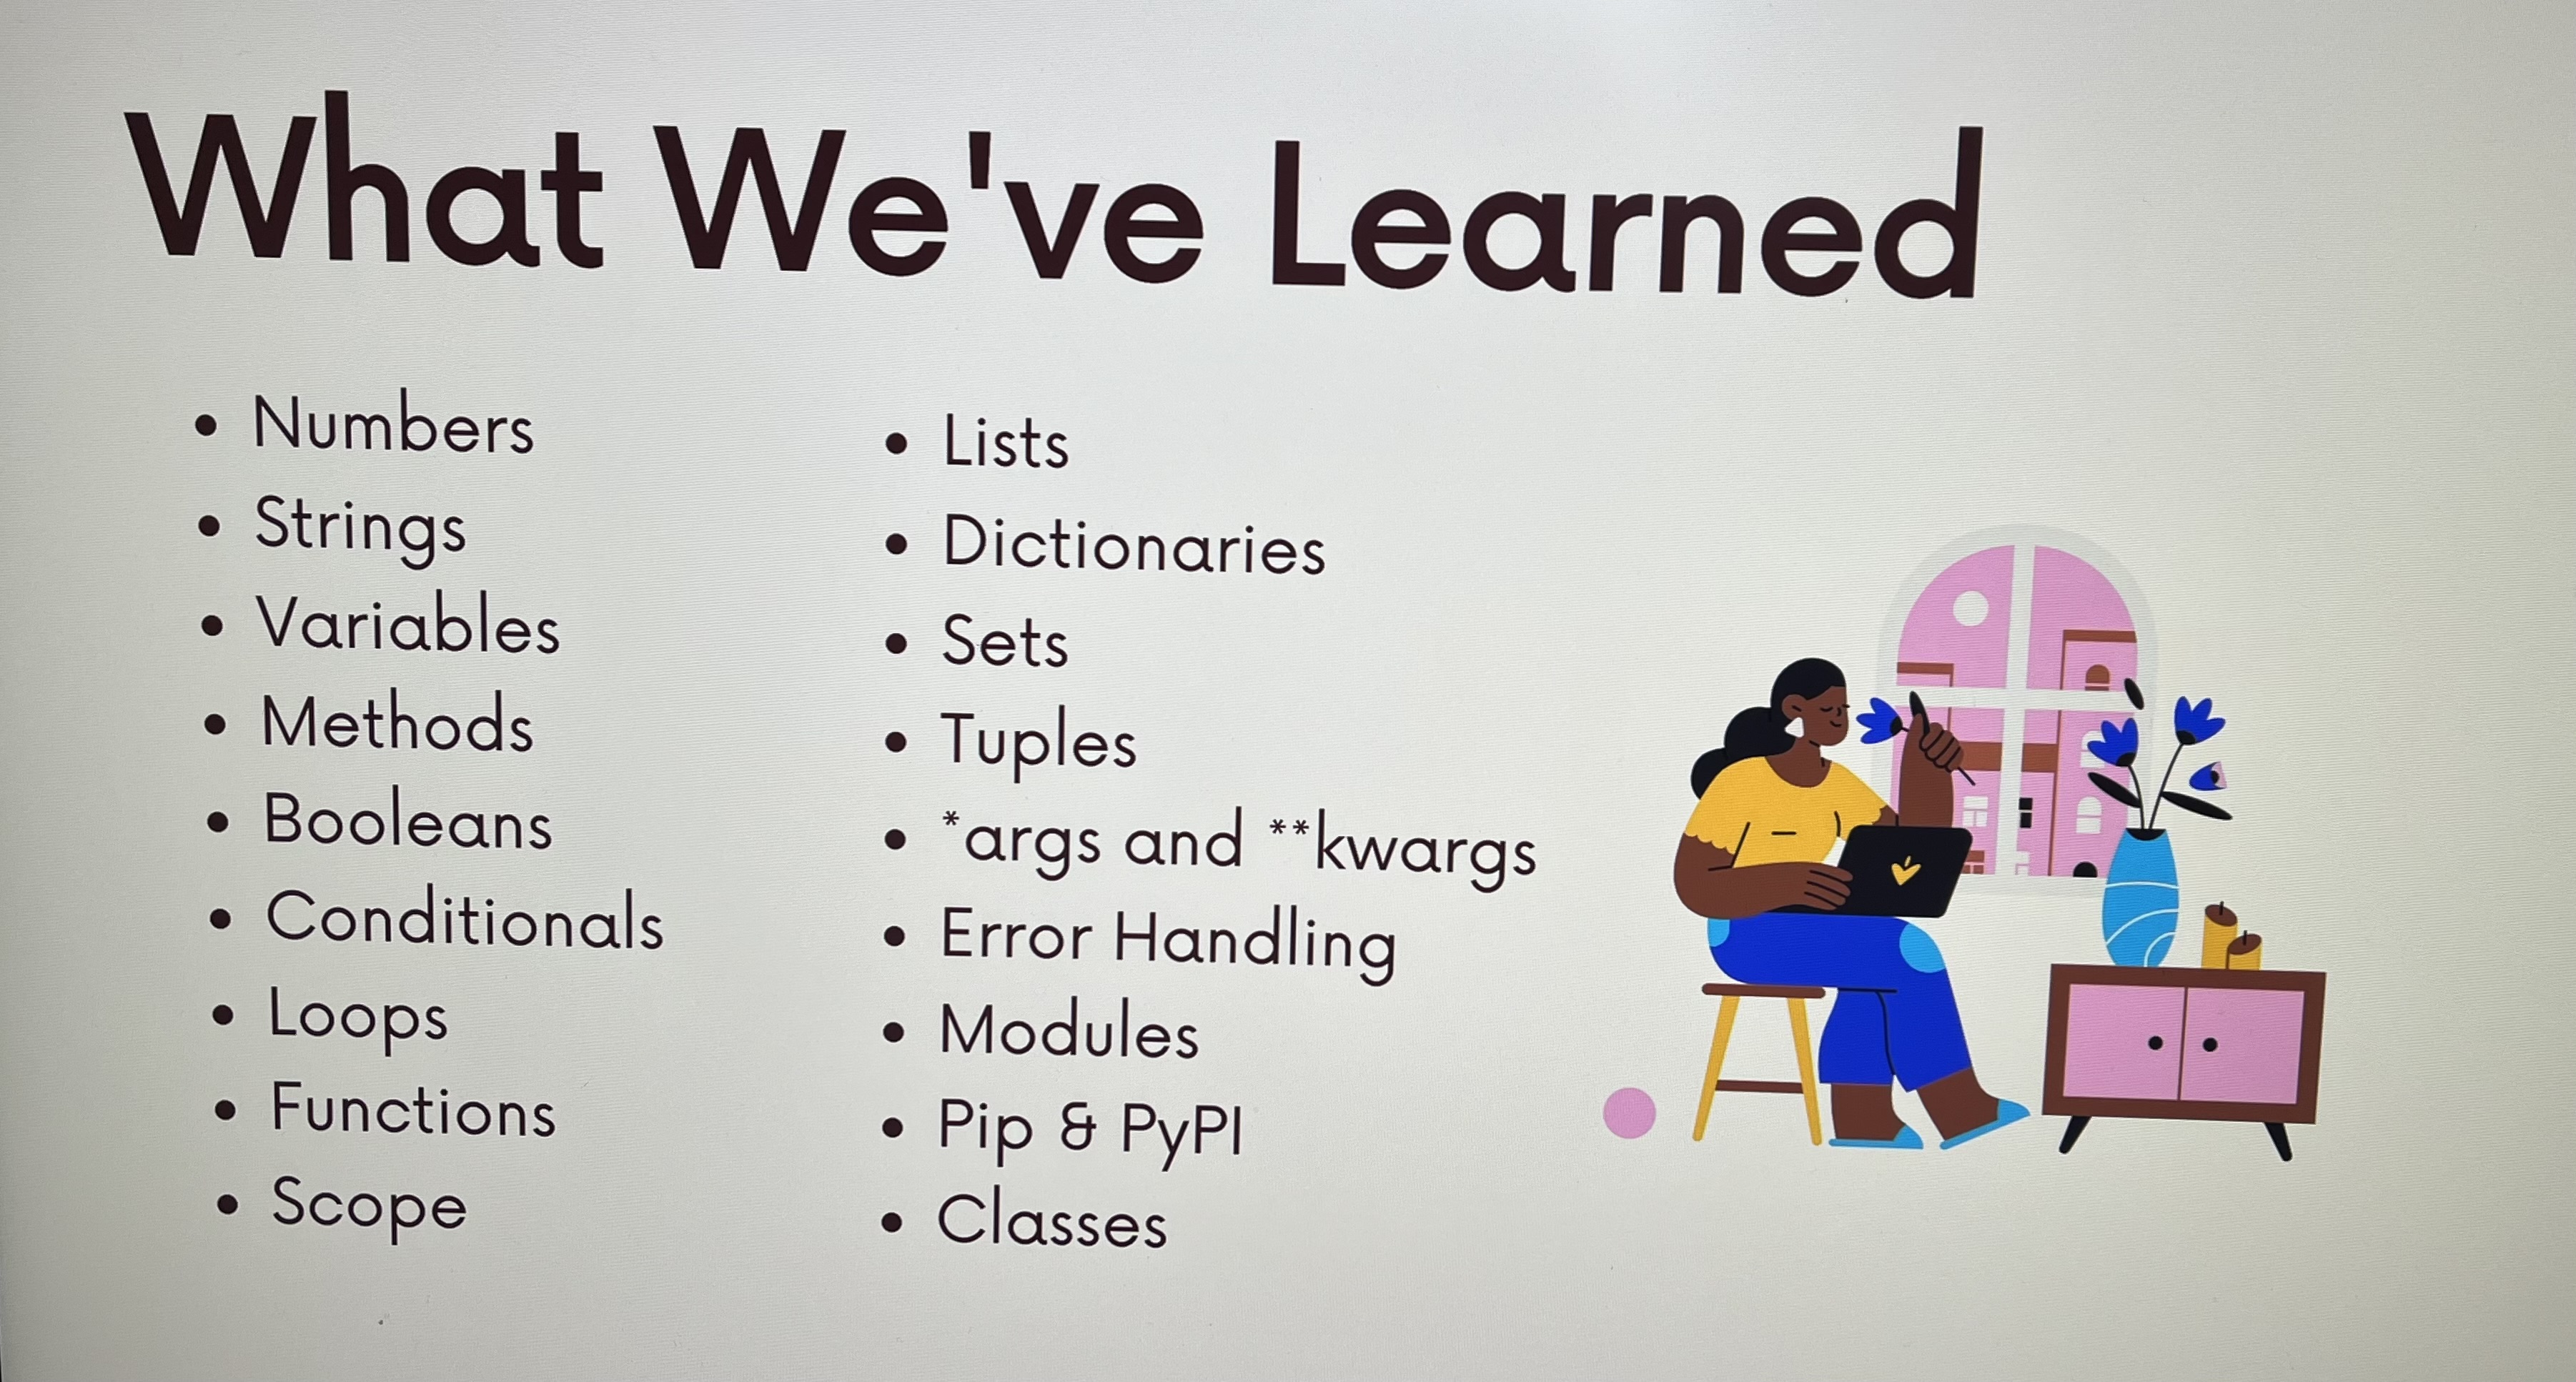 What We've Learned
• Numbers
• Strings
• Variables
• Methods
• Booleans
• Conditionals
• Loops
• Functions
• Scope
• Lists
• Dictionaries
• Sets
• Tuples
• *args and **kwargs
• Error Handling
• Modules
• Pip & PyPI
• Classes